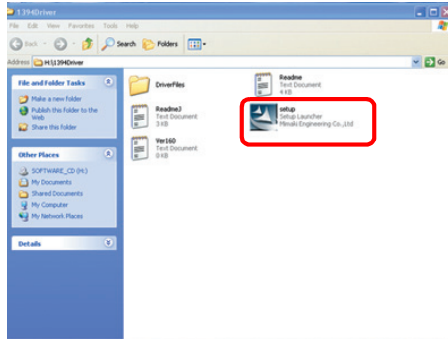 1394Driver
File Edit View Favorites Tools Help
Back Search Folders
Address H:\1394Driver Go
File and Folder Tasks
Make a new folder
Publish this folder to the Web
Share this folder
Other Places
SOFTWARE_CD (H:)
My Documents
Shared Documents
My Computer
My Network Places
Details
DriverFiles
Readme
Text Document
4 KB
ReadmeJ
Text Document
3 KB
setup
Setup Launcher
Minaki Engineering Co.,Ltd
Ver160
Text Document
0 KB